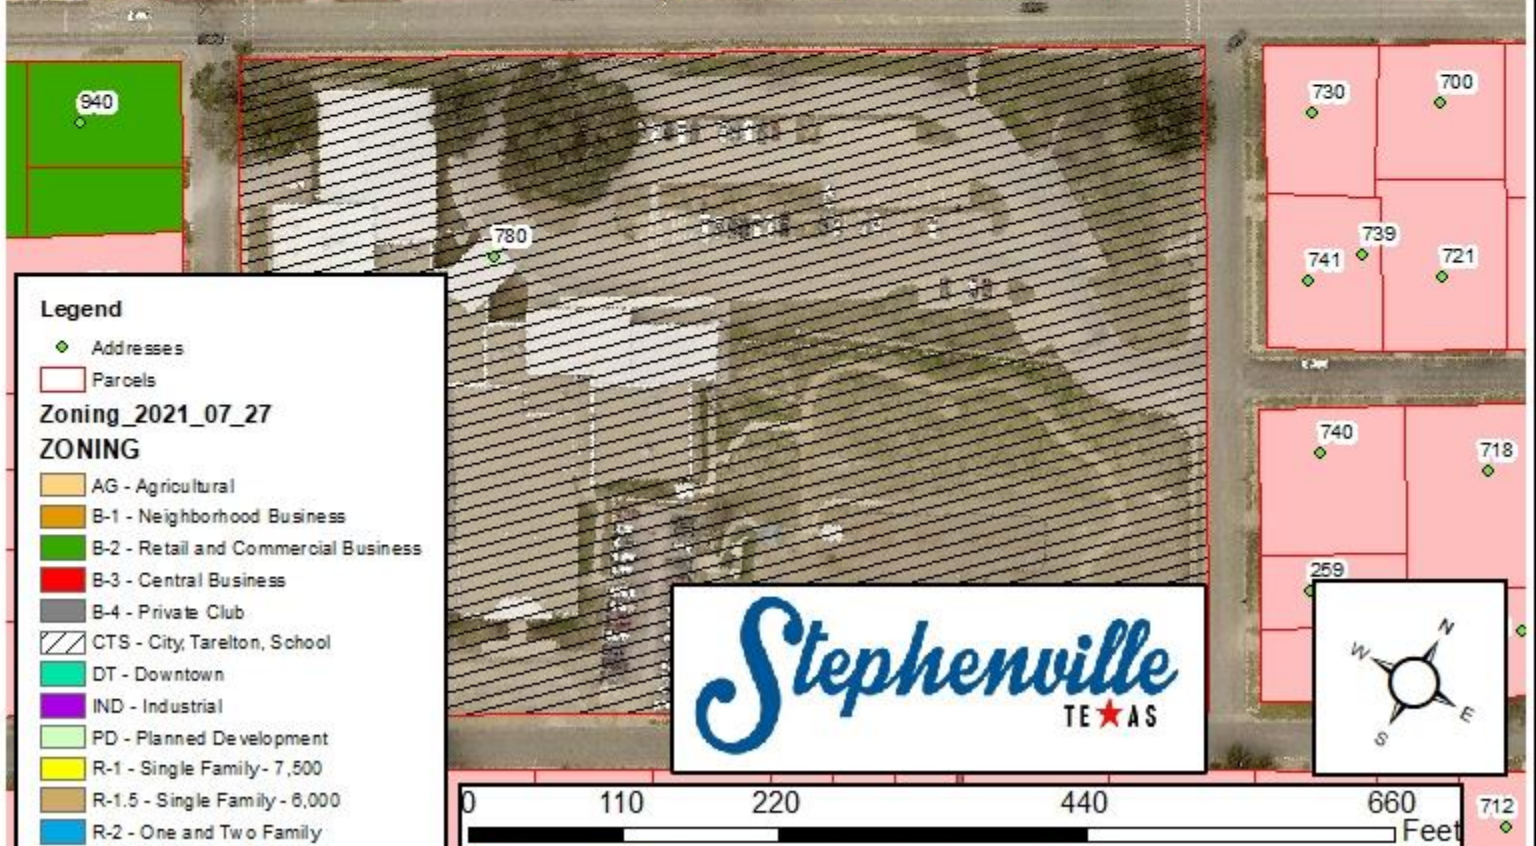 940
730
700
780
741
739
721
Legend
Addresses
Parcels
Zoning_2021_07_27
ZONING
AG - Agricultural
B-1 - Neighborhood Business
B-2 - Retail and Commercial Business
B-3 - Central Business
B-4 - Private Club
CTS - City, Tarelton, School
DT - Downtown
IND - Industrial
PD - Planned Development
R-1 - Single Family - 7,500
R-1.5 - Single Family - 6,000
R-2 - One and Two Family
740
718
259
Stephenville
TE★AS
N
W
E
S
0 110 220 440 660
Feet
712